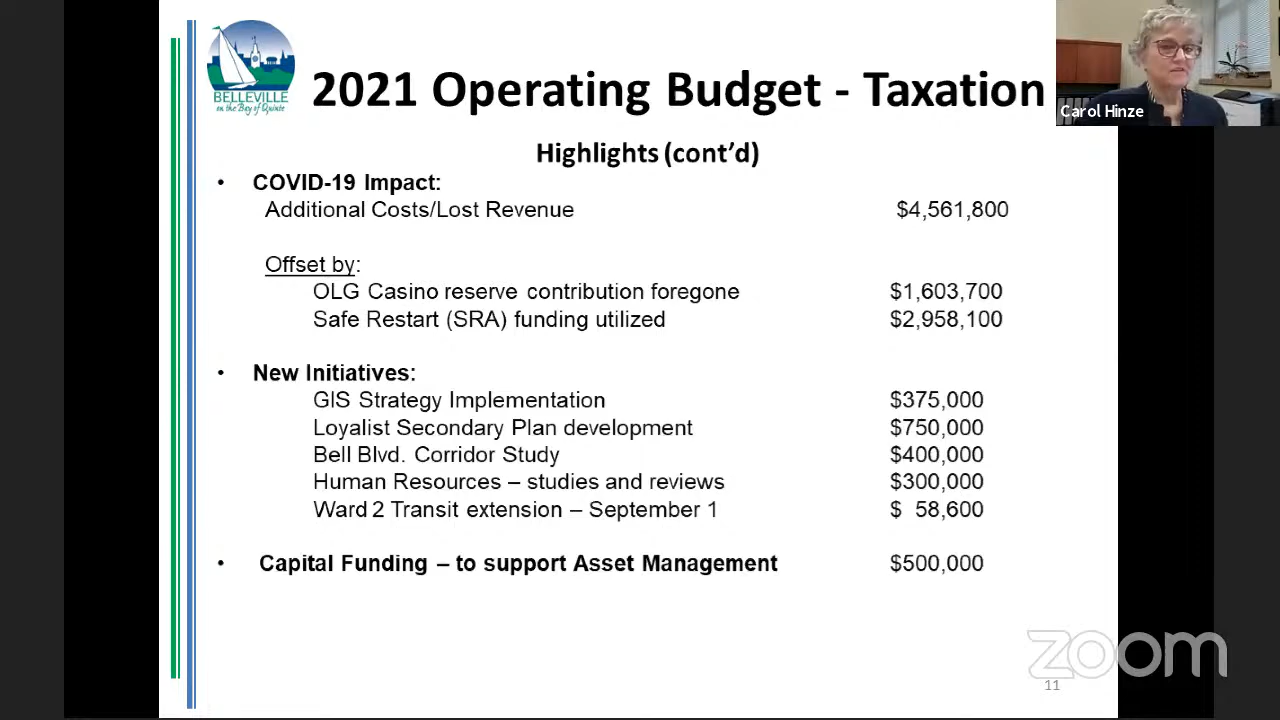 BELLEVILLE
on the Bay of Quinte
2021 Operating Budget - Taxation
Carol Hinze
Highlights (cont’d)
• COVID-19 Impact:
Additional Costs/Lost Revenue $4,561,800
Offset by:
OLG Casino reserve contribution foregone $1,603,700
Safe Restart (SRA) funding utilized $2,958,100
• New Initiatives:
GIS Strategy Implementation $375,000
Loyalist Secondary Plan development $750,000
Bell Blvd. Corridor Study $400,000
Human Resources – studies and reviews $300,000
Ward 2 Transit extension – September 1 $ 58,600
• Capital Funding – to support Asset Management $500,000
zoom
11